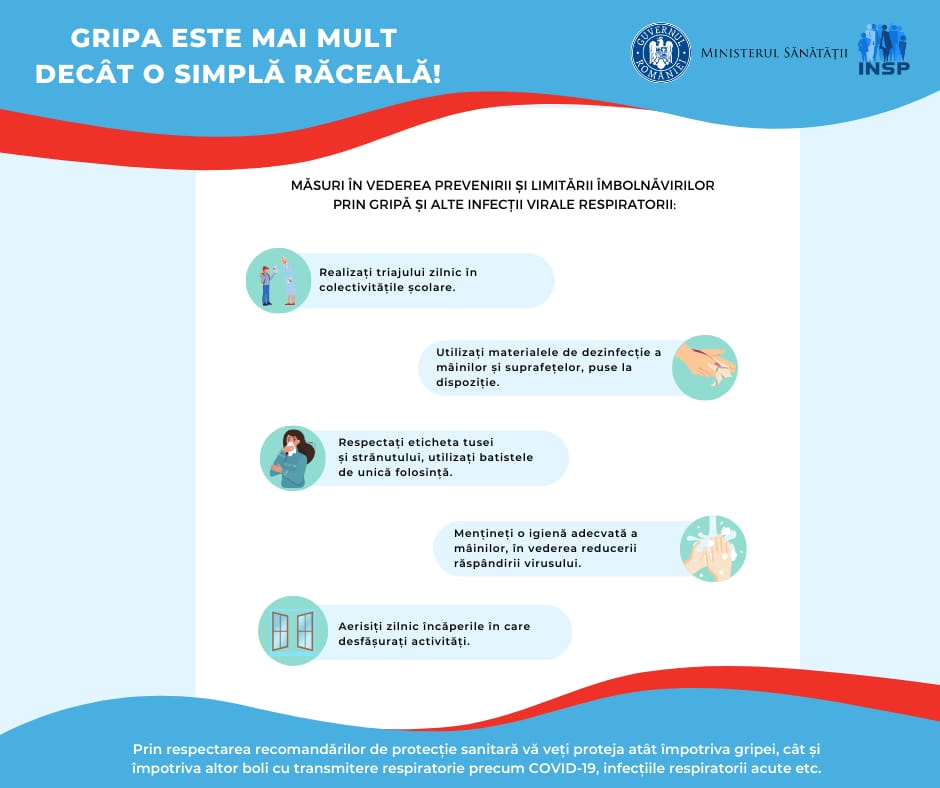 GRIPA ESTE MAI MULT
DECÂT O SIMPLĂ RĂCEALĂ!
GUVERNUL ROMÂNIEI
MINISTERUL SĂNĂTĂȚII
INSP
MĂSURI ÎN VEDEREA PREVENIRII ȘI LIMITĂRII ÎMBOLNĂVIRILOR
PRIN GRIPĂ ȘI ALTE INFECȚII VIRALE RESPIRATORII:
Realizați triajului zilnic în
colectivitățile școlare.
Utilizați materialele de dezinfecție a
mâinilor și suprafețelor, puse la
dispoziție.
Respectați eticheta tusei
și strănutului, utilizați batistele
de unică folosință.
Mențineți o igienă adecvată a
mâinilor, în vederea reducerii
răspândirii virusului.
Aerisiți zilnic încăperile în care
desfășurați activități.
Prin respectarea recomandărilor de protecție sanitară vă veți proteja atât împotriva gripei, cât și
împotriva altor boli cu transmitere respiratorie precum COVID-19, infecțiile respiratorii acute etc.